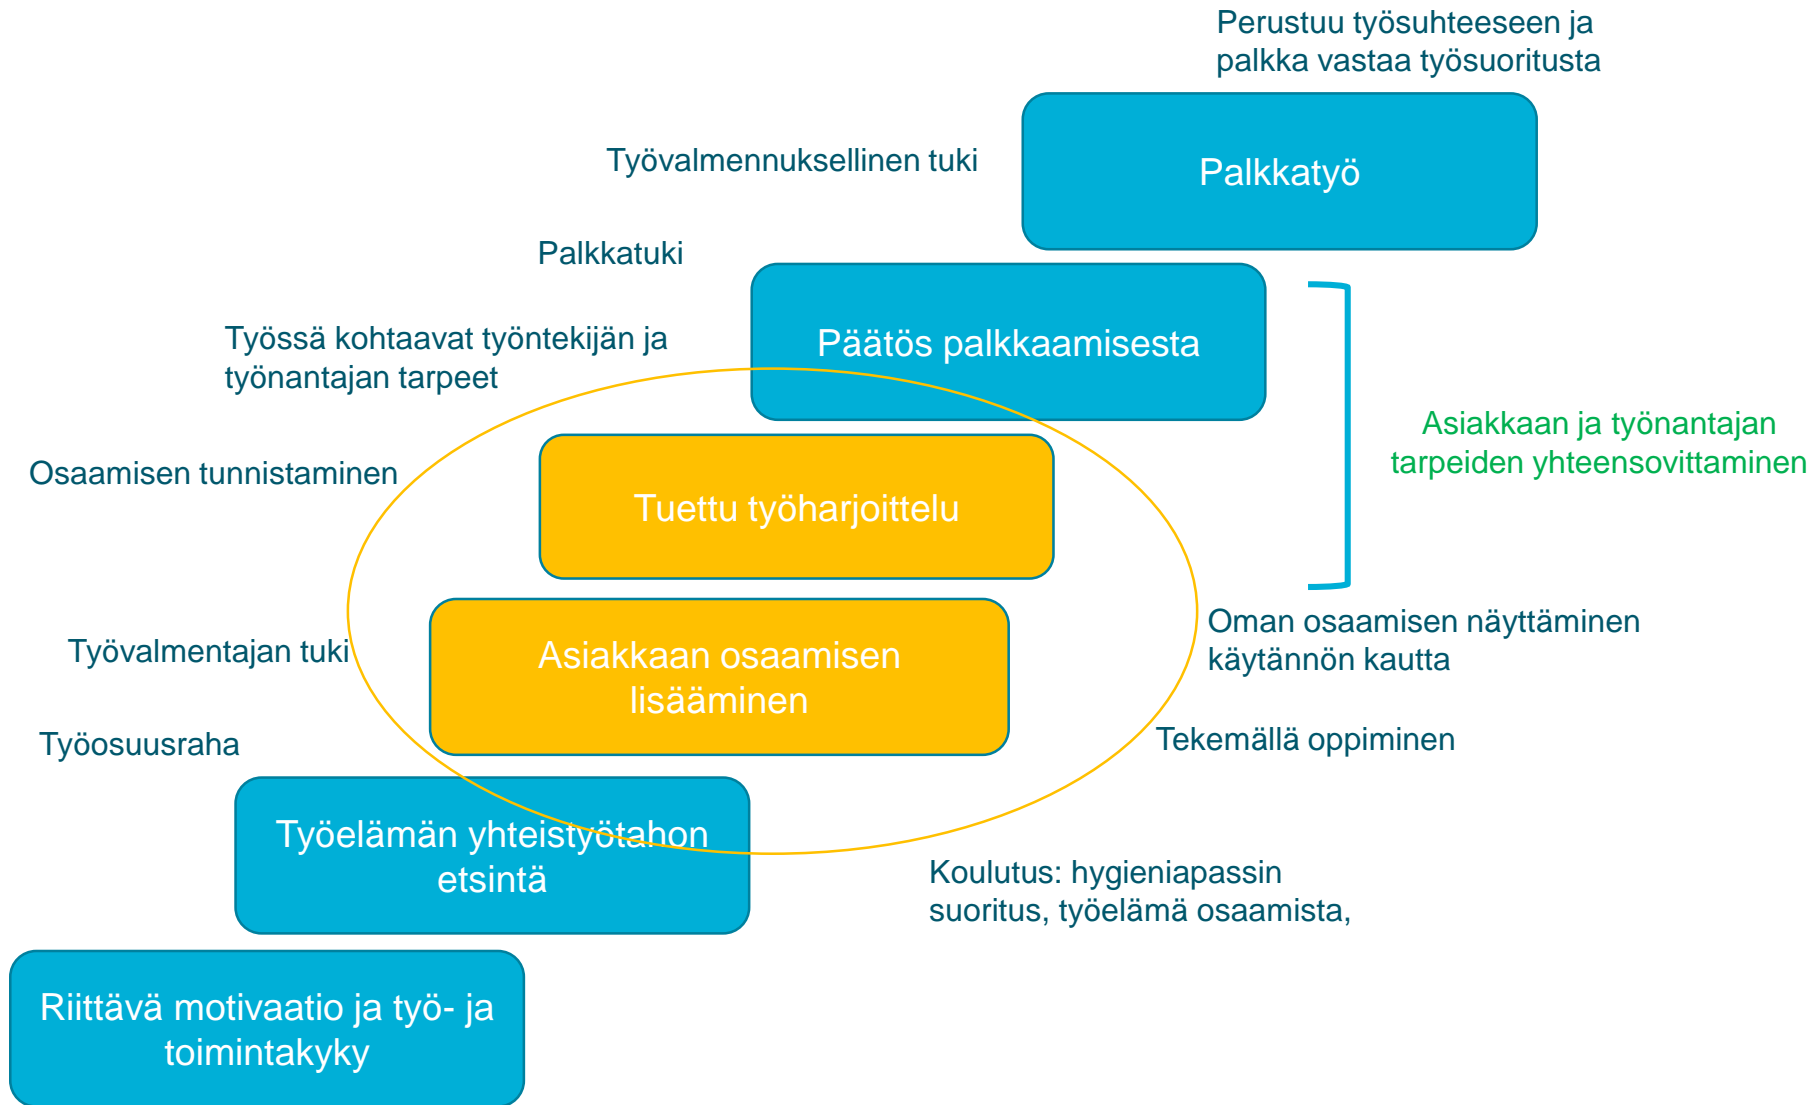 Perustuu työsuhteeseen ja
palkka vastaa työsuoritusta
Työvalmennuksellinen tuki
Palkkatyö
Palkkatuki
Työssä kohtaavat työntekijän ja
työnantajan tarpeet
Päätös palkkaamisesta
Asiakkaan ja työnantajan
tarpeiden yhteensovittaminen
Osaamisen tunnistaminen
Tuettu työharjoittelu
Oman osaamisen näyttäminen
käytännön kautta
Työvalmentajan tuki
Asiakkaan osaamisen
lisääminen
Työosuusraha
Tekemällä oppiminen
Työelämän yhteistyötahon
etsintä
Koulutus: hygieniapassin
suoritus, työelämä osaamista,
Riittävä motivaatio ja työ- ja
toimintakyky